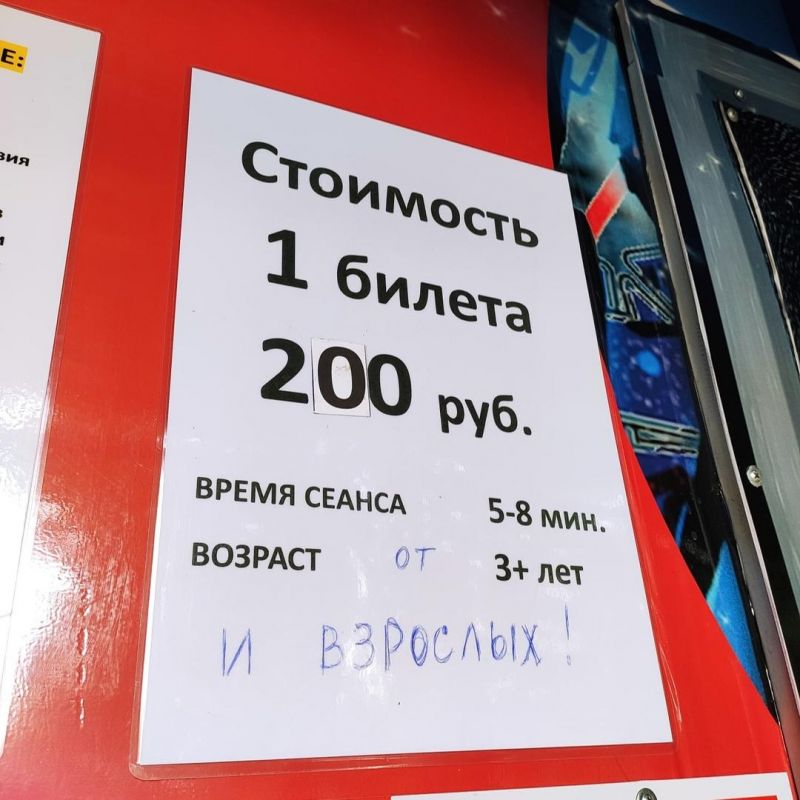 Е:
Стоимость
1 билета
200 руб.
ВРЕМЯ СЕАНСА 5-8 мин.
ВОЗРАСТ от 3+ лет
И ВЗРОСЛЫХ!